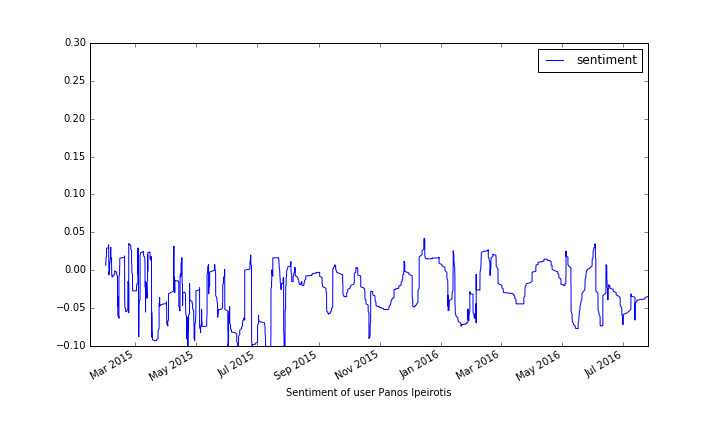 0.30
sentiment
0.25
0.20
0.15
0.10
0.05
0.00
−0.05
−0.10
Mar 2015
May 2015
Jul 2015
Sep 2015
Nov 2015
Jan 2016
Mar 2016
May 2016
Jul 2016
Sentiment of user Panos Ipeirotis